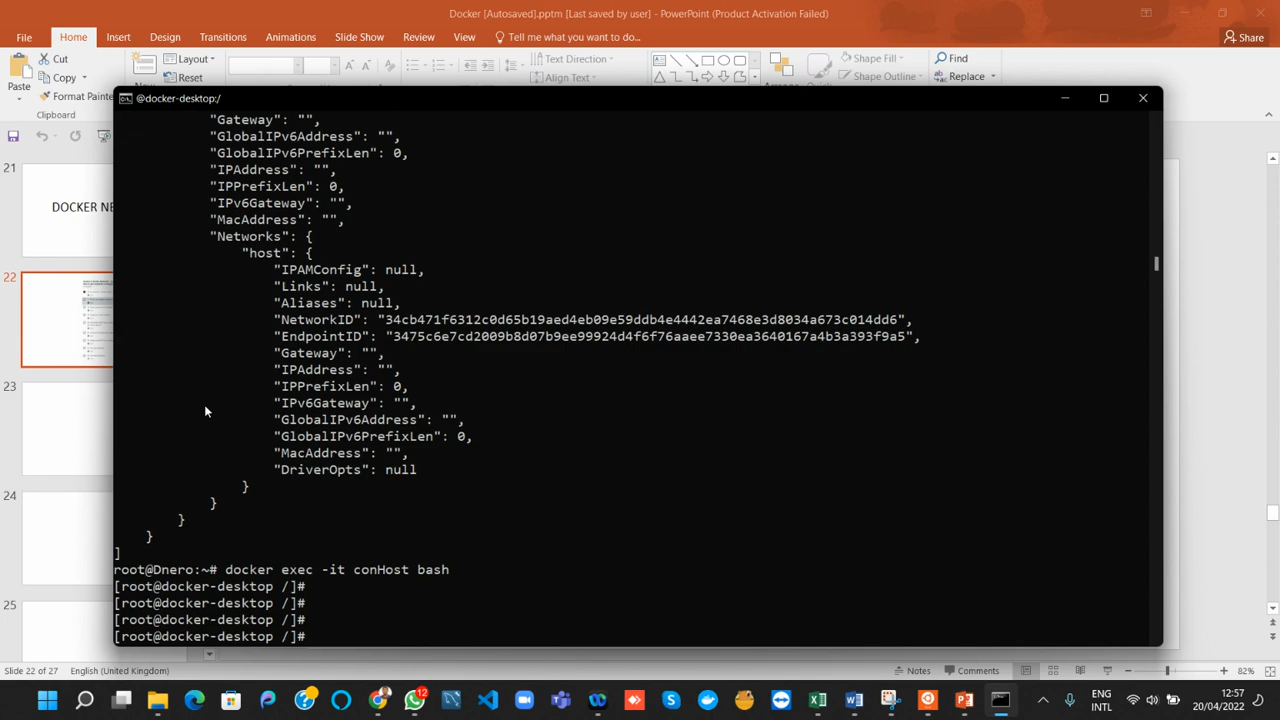 Docker [Autosaved].pptm [Last saved by user] - PowerPoint (Product Activation Failed)
File Home Insert Design Transitions Animations Slide Show Review View Tell me what you want to do... Share
Cut Layout Text Direction Shape Fill Find
Paste Copy Reset Align Text Shape Outline Replace
Format Painte
Clipboard
@docker-desktop:/
"Gateway": "",
"GlobalIPv6Address": "",
"GlobalIPv6PrefixLen": 0,
"IPAddress": "",
"IPPrefixLen": 0,
"IPv6Gateway": "",
"MacAddress": "",
"Networks": {
"host": {
"IPAMConfig": null,
"Links": null,
"Aliases": null,
"NetworkID": "34cb471f6312c0d65b19aed4eb09e59ddb4e4442ea7468e3d8034a673c014dd6",
"EndpointID": "3475c6e7cd2009b8d07b9ee99924d4f6f76aaee7330ea3640167a4b3a393f9a5",
"Gateway": "",
"IPAddress": "",
"IPPrefixLen": 0,
"IPv6Gateway": "",
"GlobalIPv6Address": "",
"GlobalIPv6PrefixLen": 0,
"MacAddress": "",
"DriverOpts": null
}
}
}
}
]
root@Dnero:~# docker exec -it conHost bash
[root@docker-desktop /]#
[root@docker-desktop /]#
[root@docker-desktop /]#
[root@docker-desktop /]#
21
DOCKER NE
22
23
24
25
Slide 22 of 27 English (United Kingdom) Notes Comments 82%
12
ENG
INTL
12:57
20/04/2022